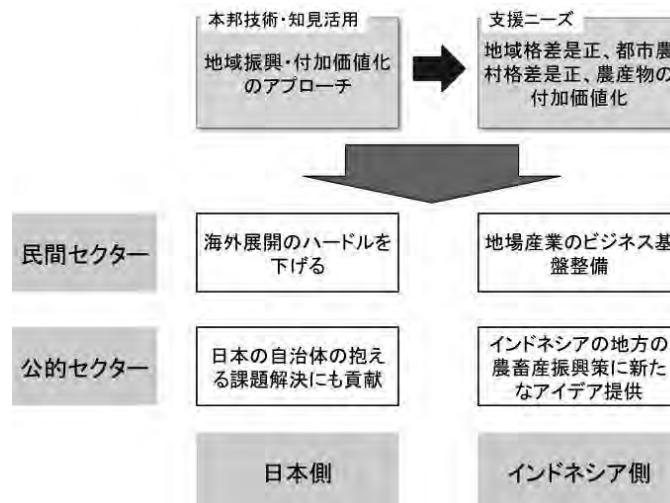 本邦技術・知見活用
地域振興・付加価値化
のアプローチ
支援ニーズ
地域格差是正、都市農
村格差是正、農産物の
付加価値化
民間セクター
海外展開のハードルを
下げる
地場産業のビジネス基
盤整備
公的セクター
日本の自治体の抱え
る課題解決にも貢献
インドネシアの地方の
農畜産振興策に新た
なアイデア提供
日本側
インドネシア側